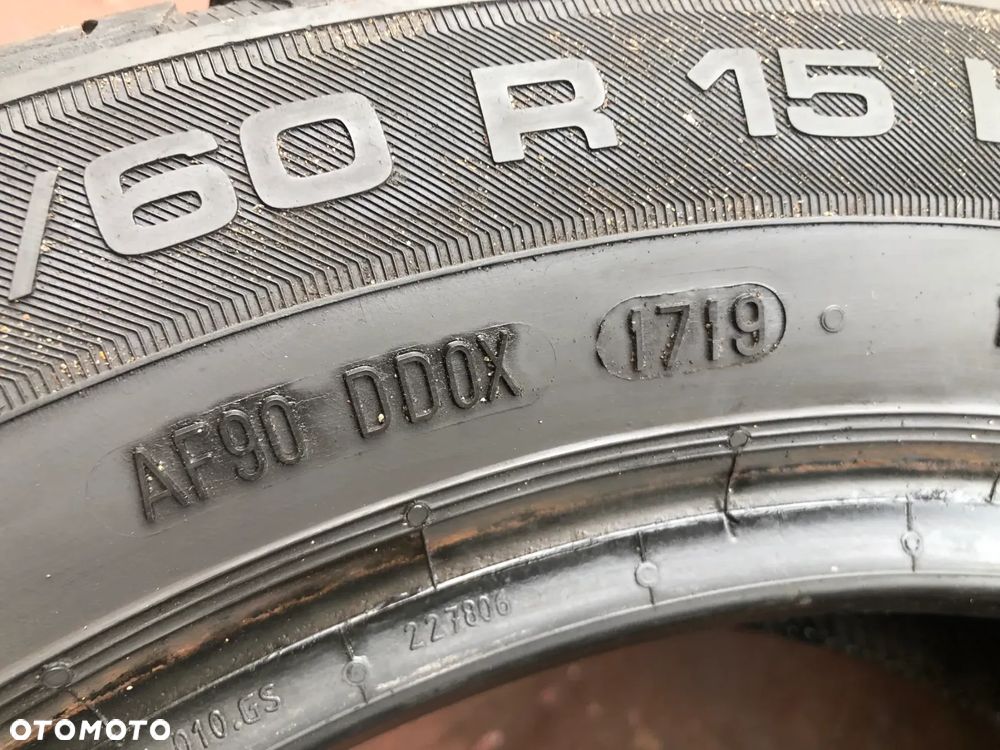 /60 R 15
AF90 DD0X 1719
227806
010.GS
OTOMOTO